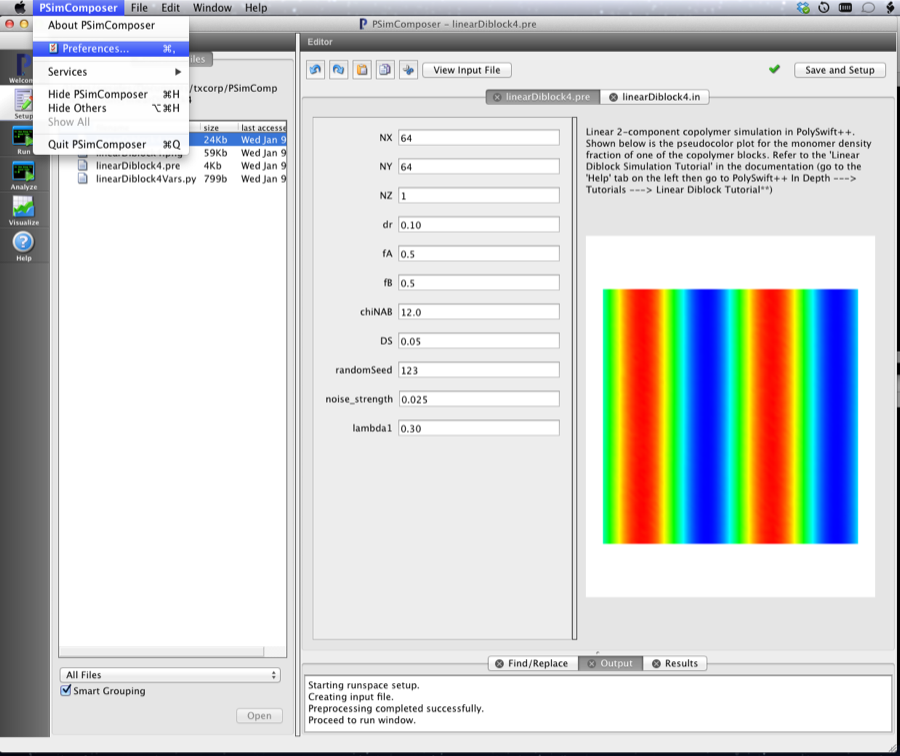 PSimComposer File Edit Window Help
PSimComposer - linearDiblock4.pre
About PSimComposer
Preferences... ⌘,
Services
Hide PSimComposer ⌘H
Hide Others ⌥⌘H
Show All
Quit PSimComposer ⌘Q
Setup
Run
Analyze
Visualize
Help
/txcorp/PSimComp
size last accesse
24Kb Wed Jan 9
59Kb Wed Jan 9
linearDiblock4.pre 4Kb Wed Jan 9
linearDiblock4Vars.py 799b Wed Jan 9
All Files
Smart Grouping
Open
Editor
View Input File
Save and Setup
linearDiblock4.pre
linearDiblock4.in
NX 64
NY 64
NZ 1
dr 0.10
fA 0.5
fB 0.5
chiNAB 12.0
DS 0.05
randomSeed 123
noise_strength 0.025
lambda1 0.30
Linear 2-component copolymer simulation in PolySwift++.
Shown below is the pseudocolor plot for the monomer density
fraction of one of the copolymer blocks. Refer to the 'Linear
Diblock Simulation Tutorial' in the documentation (go to the
'Help' tab on the left then go to PolySwift++ In Depth --->
Tutorials ---> Linear Diblock Tutorial**)
Find/Replace
Output
Results
Starting runspace setup.
Creating input file.
Preprocessing completed successfully.
Proceed to run window.